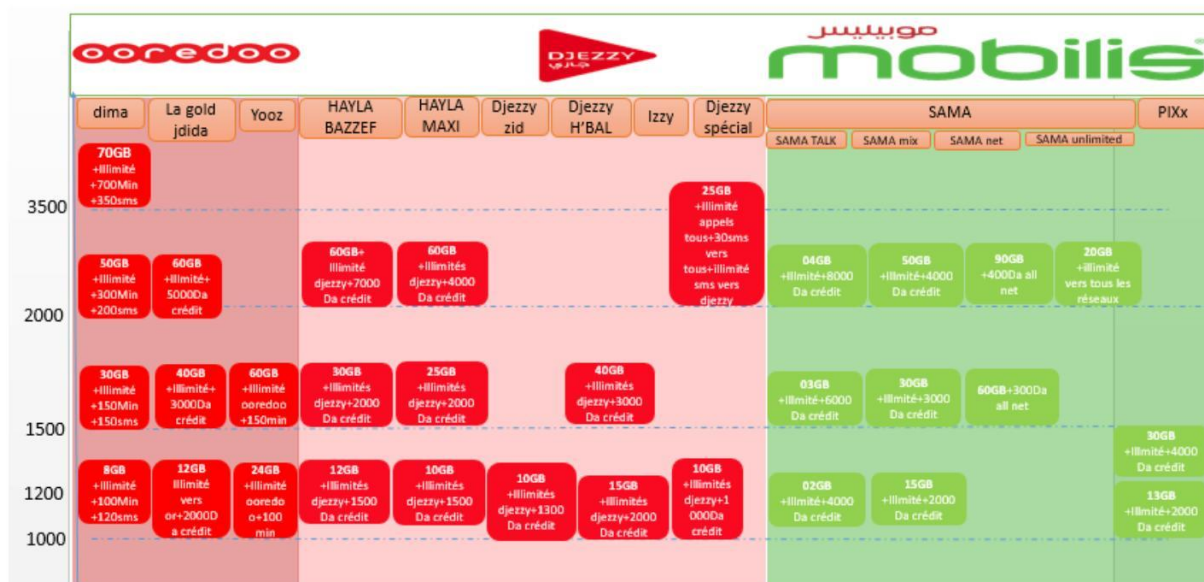 ooredoo
DJEZZY
جازي
موبيليس
mobilis
dima
La gold
jdida
Yooz
HAYLA
BAZZEF
HAYLA
MAXI
Djezzy
zid
Djezzy
H'BAL
Izzy
Djezzy
spécial
SAMA
PIXx
SAMA TALK
SAMA mix
SAMA net
SAMA unlimited
70GB
+Illimité
+700Min
+350sms
3500
25GB
+Illimité
appels
tous+30sms
vers
tous+illimité
sms vers
djezzy
50GB
+Illimité
+300Min
+200sms
60GB
+Illimité+
5000Da
crédit
60GB+
Illimité
djezzy+7000
Da crédit
60GB
+Illimités
djezzy+4000
Da crédit
04GB
+Illmité+8000
Da crédit
50GB
+Illmité+4000
Da crédit
90GB
+400Da all
net
20GB
+illimité
vers tous les
réseaux
2000
30GB
+Illimité
+150Min
+150sms
40GB
+Illimité+
3000Da
crédit
60GB
+Illimité
ooredoo
+150min
30GB
+Illimités
djezzy+2000
Da crédit
25GB
+Illimités
djezzy+2000
Da crédit
40GB
+Illimités
djezzy+3000
Da crédit
03GB
+Illmité+6000
Da crédit
30GB
+Illmité+3000
Da crédit
60GB+300Da
all net
1500
30GB
+Illmité+4000
Da crédit
8GB
+Illimité
+100Min
+120sms
12GB
Illimité
vers
or+2000D
a crédit
24GB
+Illimité
ooredo
o+100
min
12GB
+Illimités
djezzy+1500
Da crédit
10GB
+Illimités
djezzy+1500
Da crédit
10GB
+Illimités
djezzy+1300
Da crédit
15GB
+Illimités
djezzy+2000
Da crédit
10GB
+Illimités
djezzy+1
000Da
crédit
02GB
+Illmité+4000
Da crédit
15GB
+Illmité+2000
Da crédit
13GB
+Illmité+2000
Da crédit
1200
1000